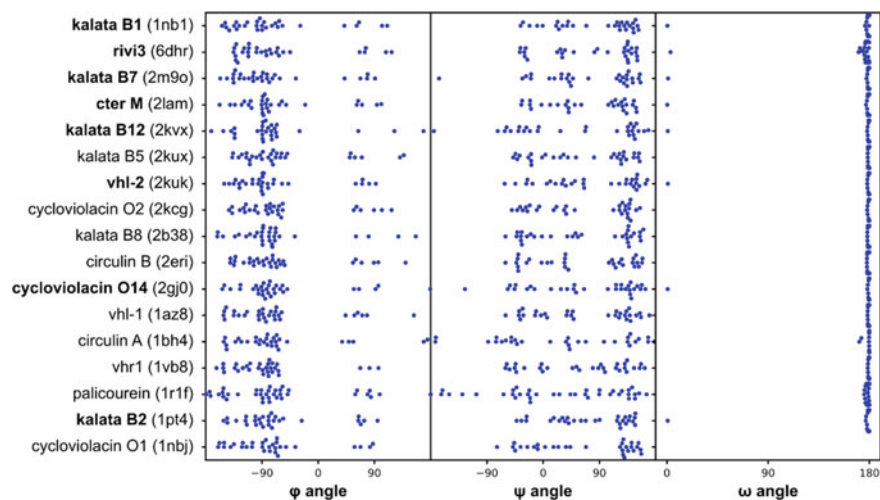 kalata B1 (1nb1)
rivi3 (6dhr)
kalata B7 (2m9o)
cter M (2lam)
kalata B12 (2kvx)
kalata B5 (2kux)
vhl-2 (2kuk)
cycloviolacin O2 (2kcg)
kalata B8 (2b38)
circulin B (2eri)
cycloviolacin O14 (2gj0)
vhl-1 (1az8)
circulin A (1bh4)
vhr1 (1vb8)
palicourein (1r1f)
kalata B2 (1pt4)
cycloviolacin O1 (1nbj)
−90 0 90 −90 0 90 0 90 180
φ angle ψ angle ω angle